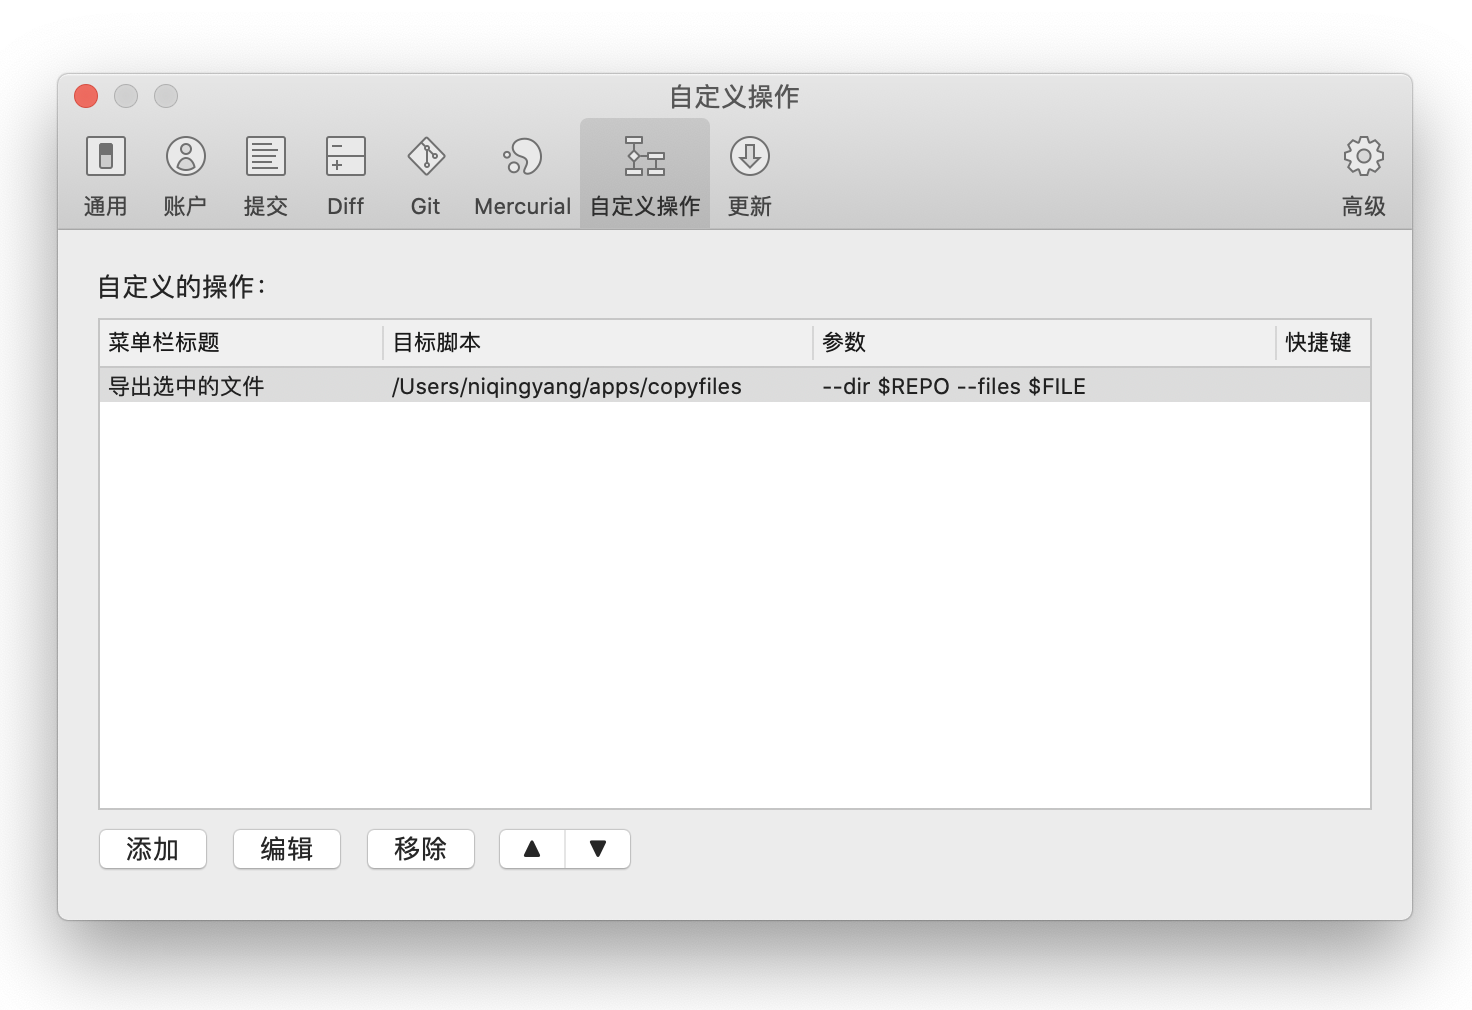 自定义操作
通用 账户 提交 Diff Git Mercurial 自定义操作 更新 高级
自定义的操作：
菜单栏标题 目标脚本 参数 快捷键
导出选中的文件 /Users/niqingyang/apps/copyfiles --dir $REPO --files $FILE
添加 编辑 移除